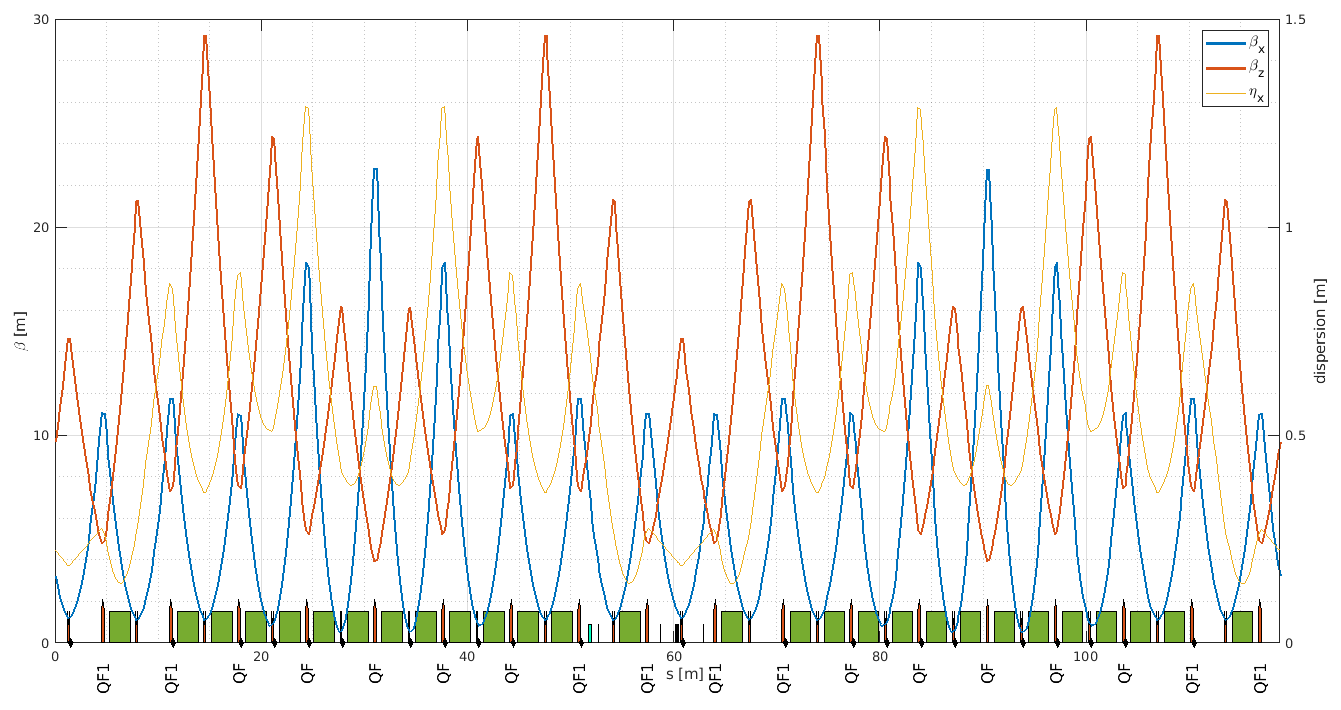 30
20
10
0
β [m]
1.5
1
0.5
0
dispersion [m]
βx
βz
ηx
0 20 40 60 80 100
s [m]
QF1 QF1 QF QF QF QF QF QF1 QF1 QF1 QF1 QF QF QF QF QF QF1 QF1